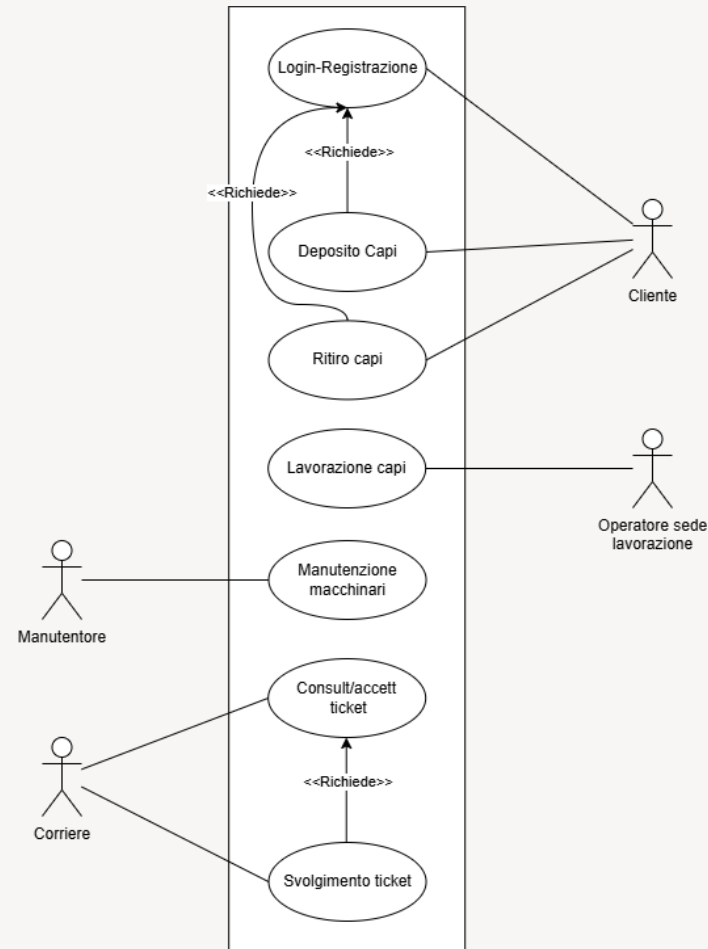 Login-Registrazione
<<Richiede>>
<<Richiede>>
Deposito Capi
Cliente
Ritiro capi
Lavorazione capi
Operatore sede
lavorazione
Manutenzione
macchinari
Manutentore
Consult/accett
ticket
<<Richiede>>
Corriere
Svolgimento ticket